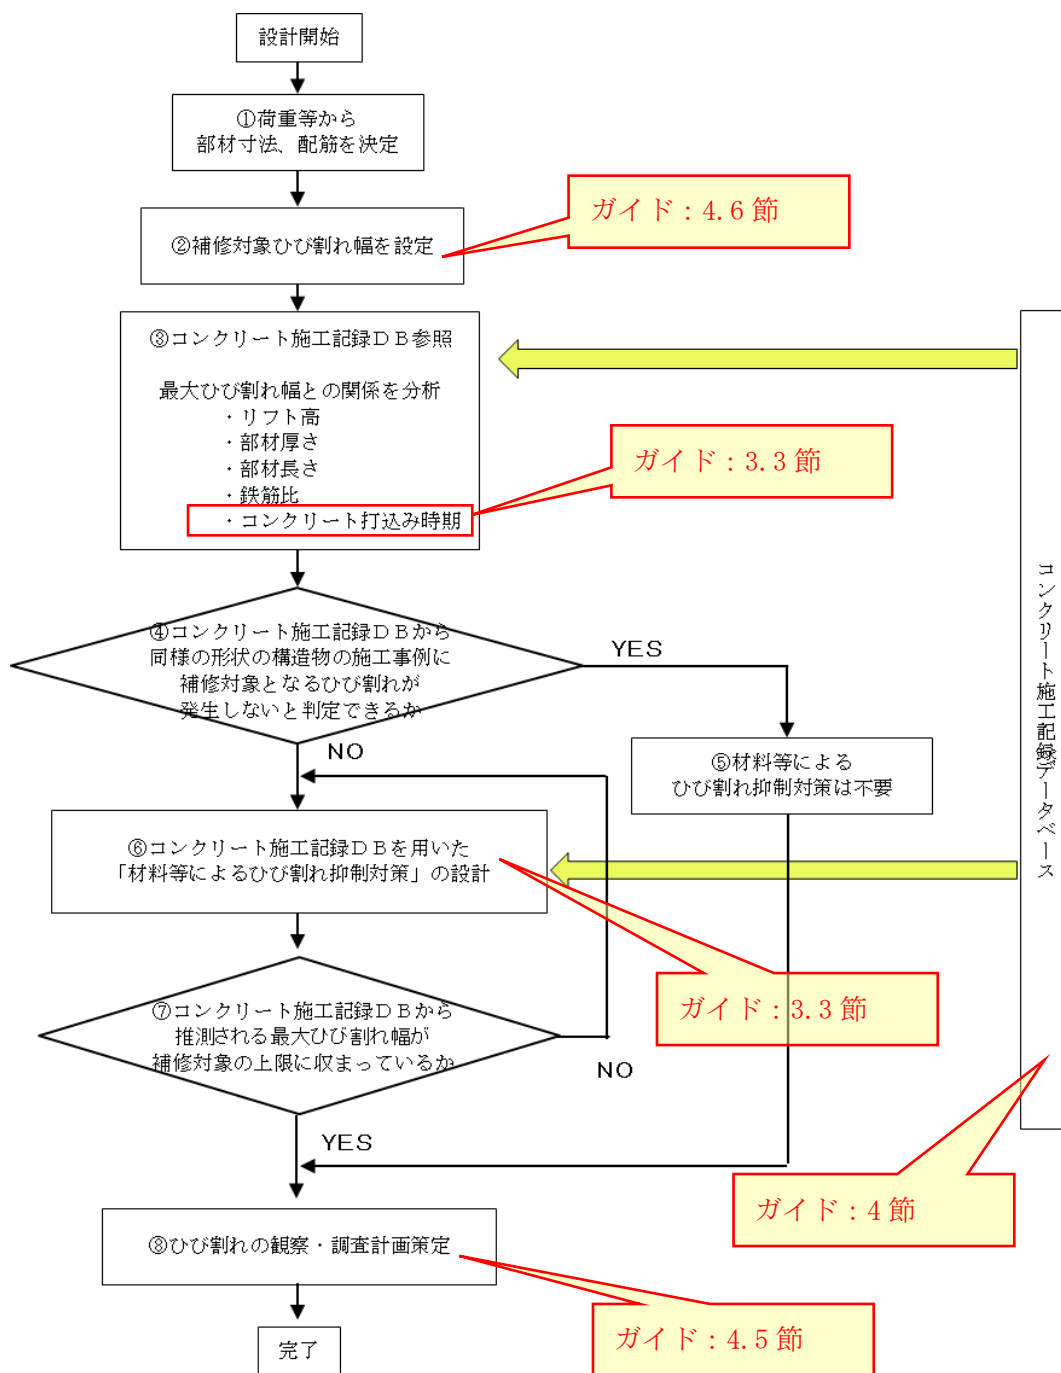 設計開始
①荷重等から
部材寸法、配筋を決定
ガイド：4.6 節
②補修対象ひび割れ幅を設定
③コンクリート施工記録ＤＢ参照
最大ひび割れ幅との関係を分析
・リフト高
・部材厚さ
・部材長さ
・鉄筋比
・コンクリート打込み時期
ガイド：3.3 節
④コンクリート施工記録ＤＢから
同様の形状の構造物の施工事例に
補修対象となるひび割れが
発生しないと判定できるか
YES
NO
⑤材料等による
ひび割れ抑制対策は不要
コンクリート施工記録データベース
⑥コンクリート施工記録ＤＢを用いた
「材料等によるひび割れ抑制対策」の設計
ガイド：3.3 節
⑦コンクリート施工記録ＤＢから
推測される最大ひび割れ幅が
補修対象の上限に収まっているか
NO
YES
ガイド：4 節
⑧ひび割れの観察・調査計画策定
ガイド：4.5 節
完了